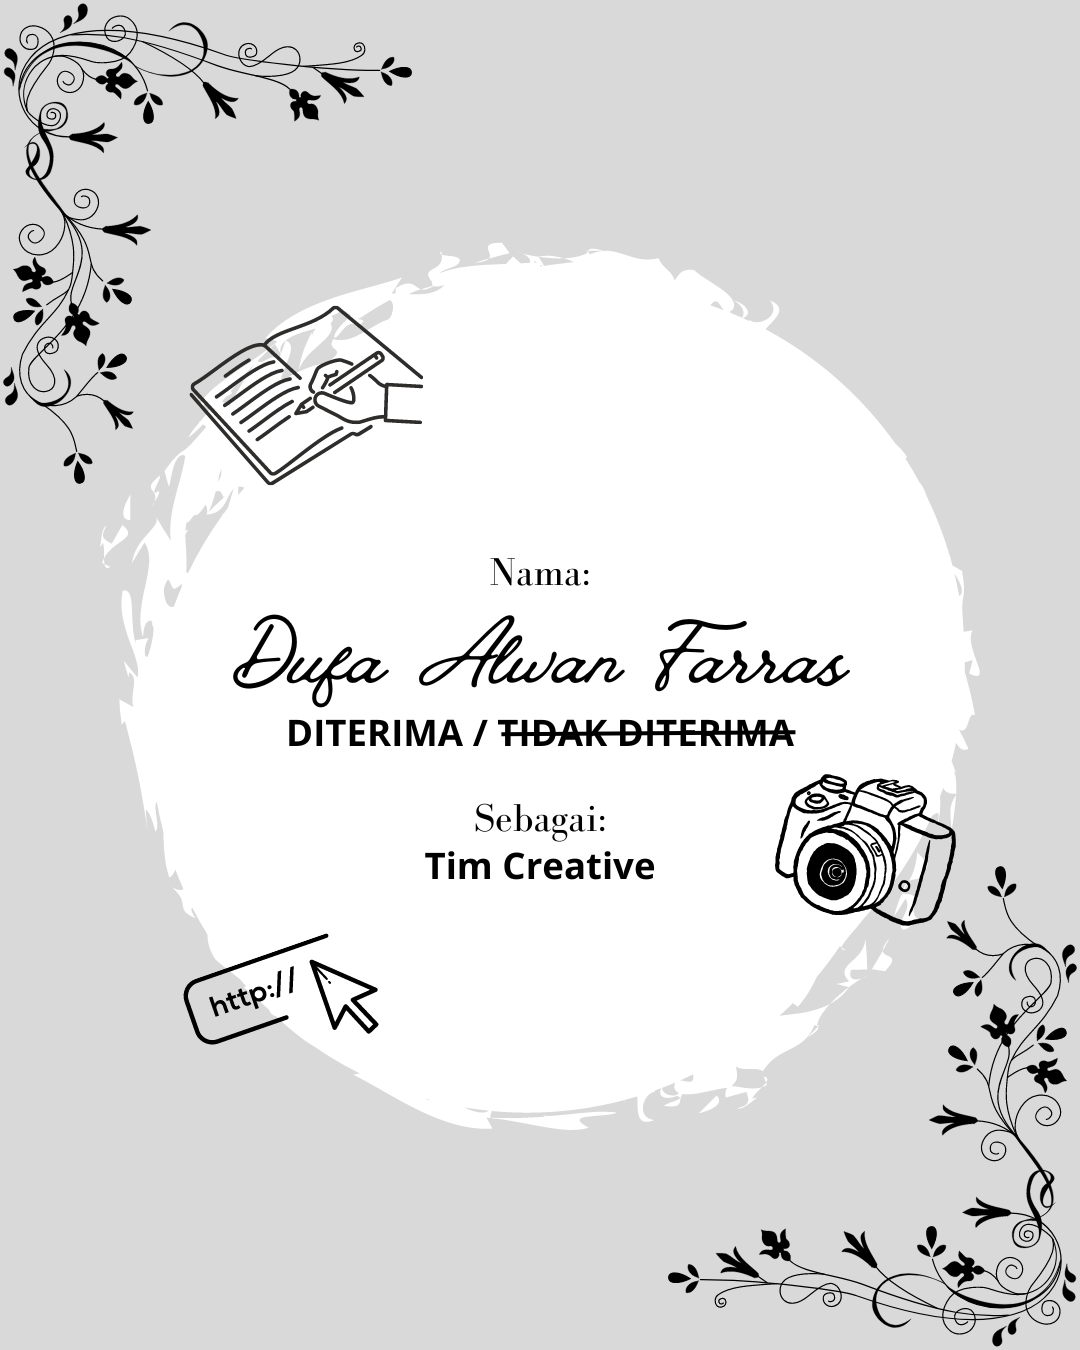 Nama:
Dufa Alwan Farras
DITERIMA / TIDAK DITERIMA
Sebagai:
Tim Creative
http://